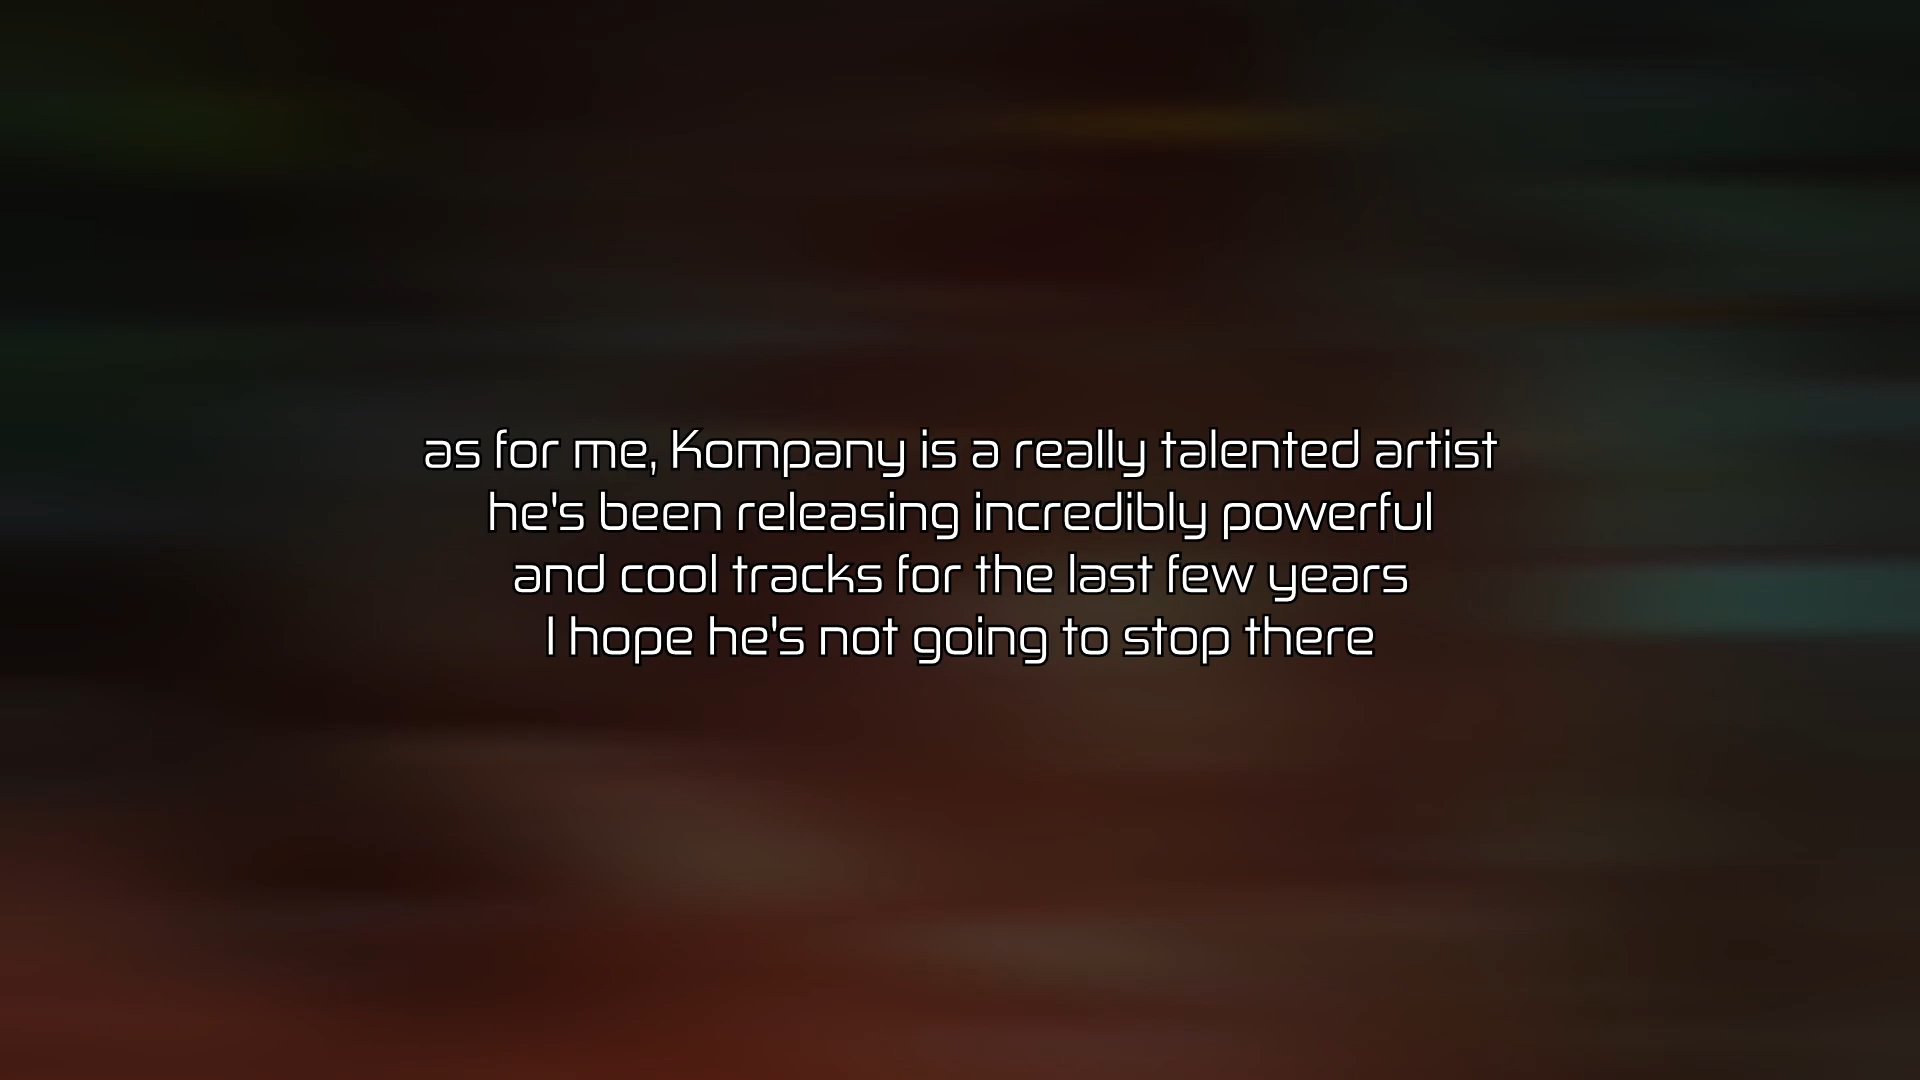 as for me, Kompany is a really talented artist
he's been releasing incredibly powerful
and cool tracks for the last few years
I hope he's not going to stop there